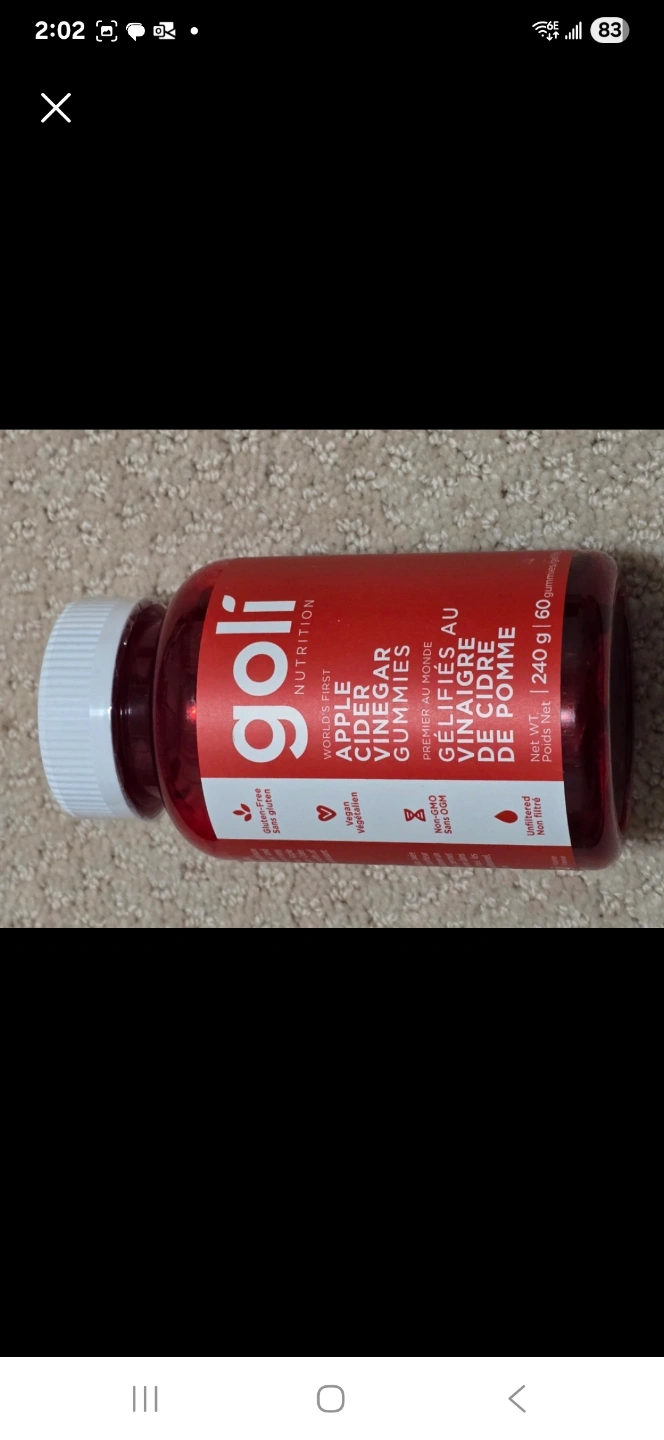 2:02
6E
83
goli
NUTRITION
WORLD'S FIRST
APPLE
CIDER
VINEGAR
GUMMIES
PREMIER AU MONDE
GÉLIFIÉS AU
VINAIGRE
DE CIDRE
DE POMME
Net WT.
Poids Net | 240 g | 60 gummies
Gluten-Free
Sans gluten
Vegan
Végétalien
Non-GMO
Sans OGM
Unfiltered
Non filtré